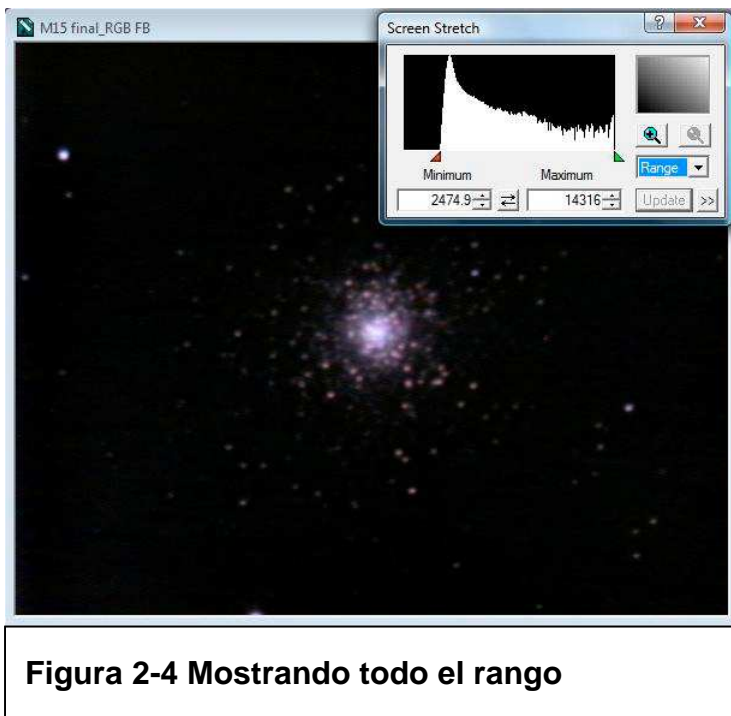 M15 final_RGB FB
Screen Stretch
Minimum
Maximum
Range
2474.9
14316
Update
>>
Figura 2-4 Mostrando todo el rango